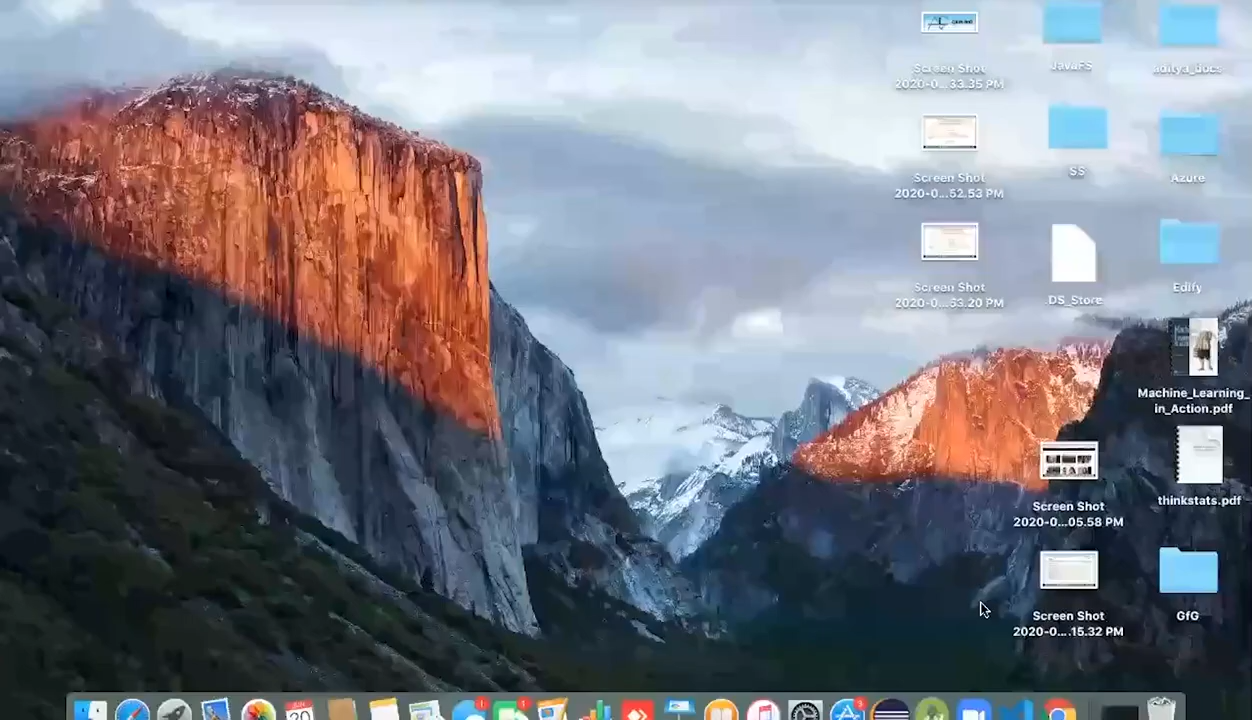 Screen Shot
2020-0...33.35 PM
JavaFS
aditya_docs
Screen Shot
2020-0...52.53 PM
SS
Azure
Screen Shot
2020-0...53.20 PM
.DS_Store
Edify
Machine_Learning_
in_Action.pdf
Screen Shot
2020-0...05.58 PM
thinkstats.pdf
Screen Shot
2020-0....15.32 PM
GfG
20